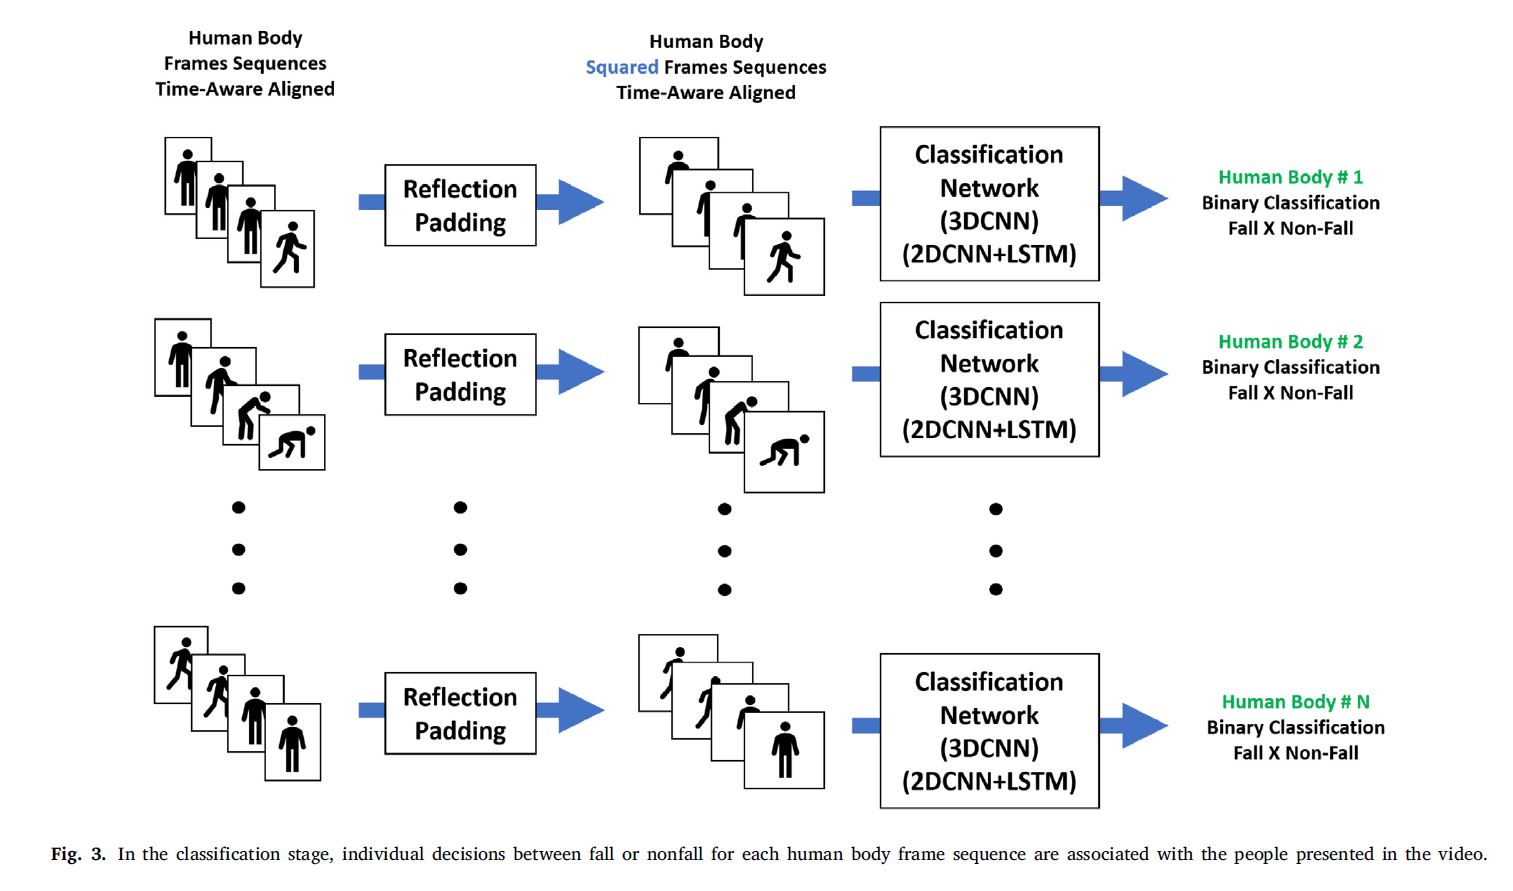 Human Body
Frames Sequences
Time-Aware Aligned
Human Body
Squared Frames Sequences
Time-Aware Aligned
Reflection
Padding
Classification
Network
(3DCNN)
(2DCNN+LSTM)
Human Body # 1
Binary Classification
Fall X Non-Fall
Reflection
Padding
Classification
Network
(3DCNN)
(2DCNN+LSTM)
Human Body # 2
Binary Classification
Fall X Non-Fall
Reflection
Padding
Classification
Network
(3DCNN)
(2DCNN+LSTM)
Human Body # N
Binary Classification
Fall X Non-Fall
Fig. 3. In the classification stage, individual decisions between fall or nonfall for each human body frame sequence are associated with the people presented in the video.